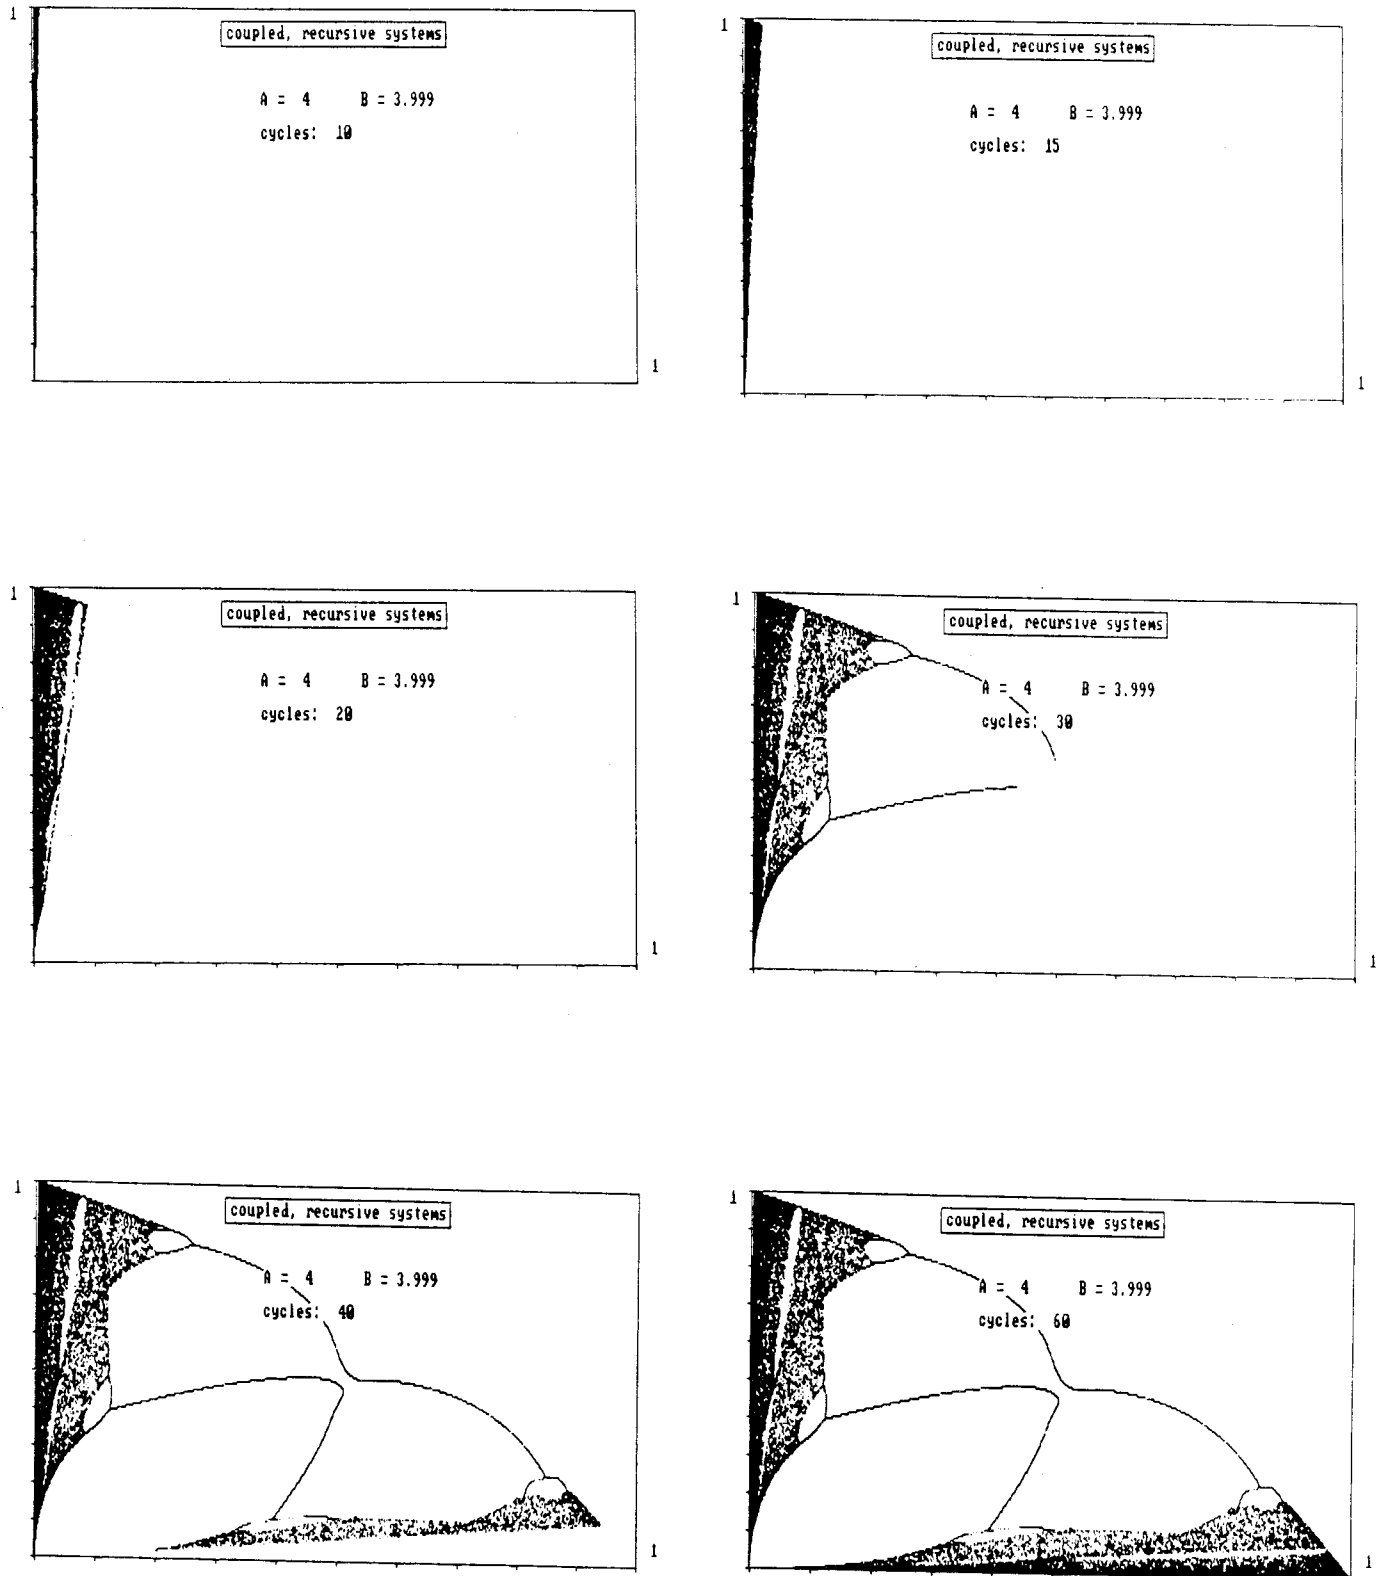 1
coupled, recursive systems
A = 4 B = 3.999
cycles: 10
1
1
coupled, recursive systems
A = 4 B = 3.999
cycles: 15
1
1
coupled, recursive systems
A = 4 B = 3.999
cycles: 20
1
1
coupled, recursive systems
A = 4 B = 3.999
cycles: 30
1
1
coupled, recursive systems
A = 4 B = 3.999
cycles: 40
1
1
coupled, recursive systems
A = 4 B = 3.999
cycles: 60
1